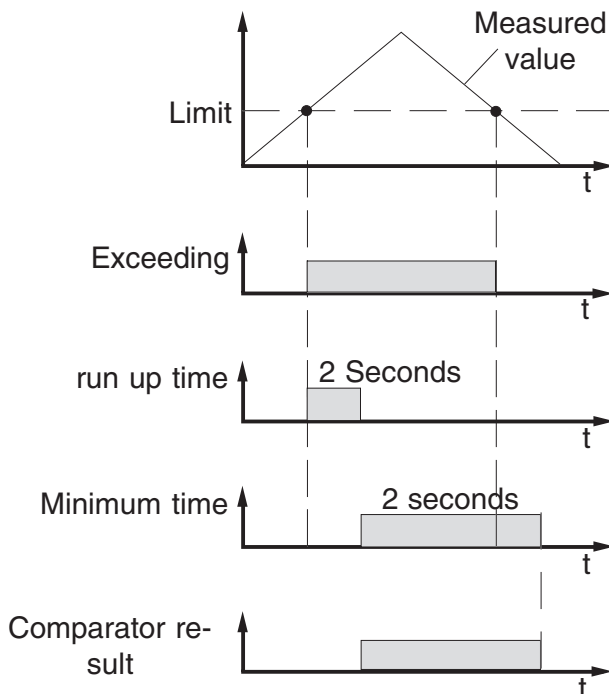 Measured
value
Limit
t
Exceeding
t
run up time
2 Seconds
t
Minimum time
2 seconds
t
Comparator re-
sult
t